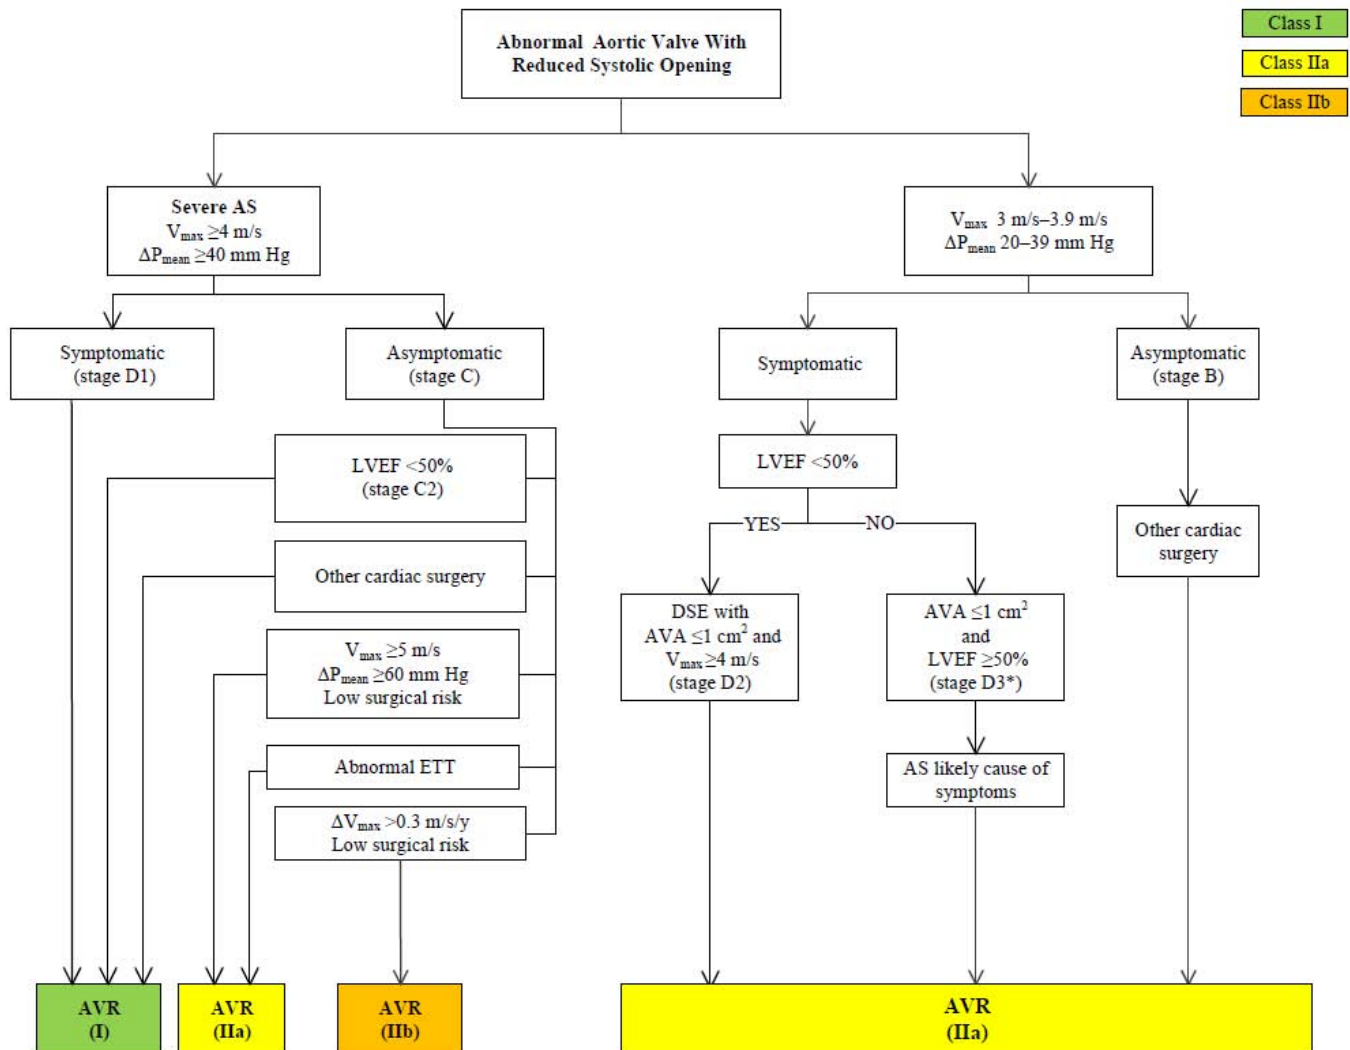 Abnormal Aortic Valve With
Reduced Systolic Opening
Class I
Class IIa
Class IIb
Severe AS
Vmax ≥4 m/s
ΔPmean ≥40 mm Hg
Vmax 3 m/s–3.9 m/s
ΔPmean 20–39 mm Hg
Symptomatic
(stage D1)
Asymptomatic
(stage C)
Symptomatic
Asymptomatic
(stage B)
LVEF <50%
(stage C2)
Other cardiac surgery
Vmax ≥5 m/s
ΔPmean ≥60 mm Hg
Low surgical risk
Abnormal ETT
ΔVmax >0.3 m/s/y
Low surgical risk
LVEF <50%
YES
NO
DSE with
AVA ≤1 cm²and
Vmax ≥4 m/s
(stage D2)
AVA ≤1 cm²
and
LVEF ≥50%
(stage D3*)
AS likely cause of
symptoms
Other cardiac
surgery
AVR
(I)
AVR
(IIa)
AVR
(IIb)
AVR
(IIa)